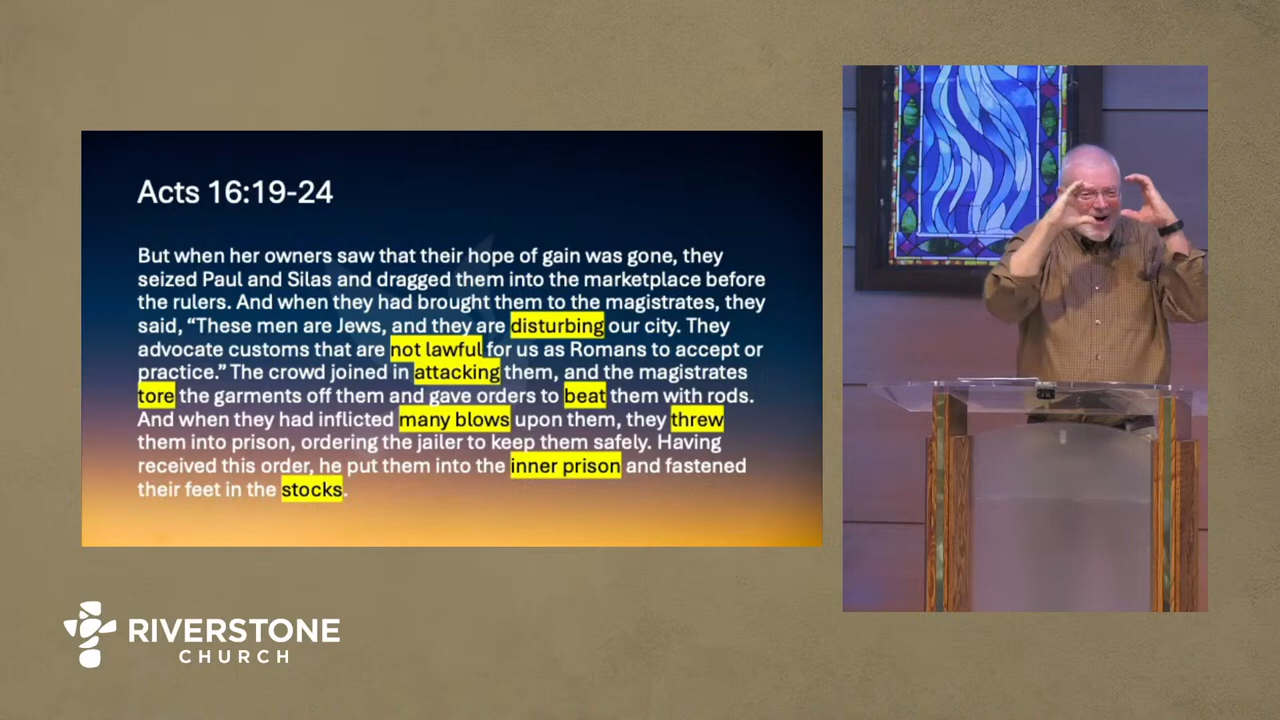 Acts 16:19-24
But when her owners saw that their hope of gain was gone, they
seized Paul and Silas and dragged them into the marketplace before
the rulers. And when they had brought them to the magistrates, they
said, “These men are Jews, and they are disturbing our city. They
advocate customs that are not lawful for us as Romans to accept or
practice.” The crowd joined in attacking them, and the magistrates
tore the garments off them and gave orders to beat them with rods.
And when they had inflicted many blows upon them, they threw
them into prison, ordering the jailer to keep them safely. Having
received this order, he put them into the inner prison and fastened
their feet in the stocks.
RIVERSTONE
CHURCH